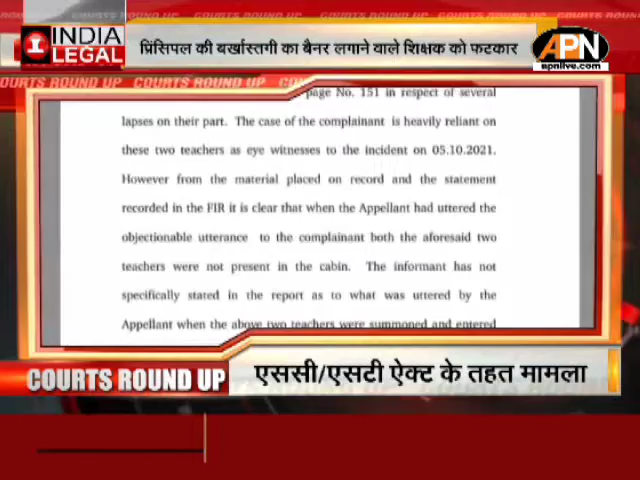 INDIA
LEGAL
प्रिंसिपल की बर्खास्तगी का बैनर लगाने वाले शिक्षक को फटकार
APN
apnlive.com
COURTS ROUND UP
COURTS ROUND UP
COURTS ROUND UP
page No. 151 in respect of several
lapses on their part. The case of the complainant is heavily reliant on
these two teachers as eye witnesses to the incident on 05.10.2021.
However from the material placed on record and the statement
recorded in the FIR it is clear that when the Appellant had uttered the
objectionable utterance to the complainant both the aforesaid two
teachers were not present in the cabin. The informant has not
specifically stated in the report as to what was uttered by the
Appellant when the above two teachers were summoned and entered
COURTS ROUND UP
एससी/एसटी ऐक्ट के तहत मामला